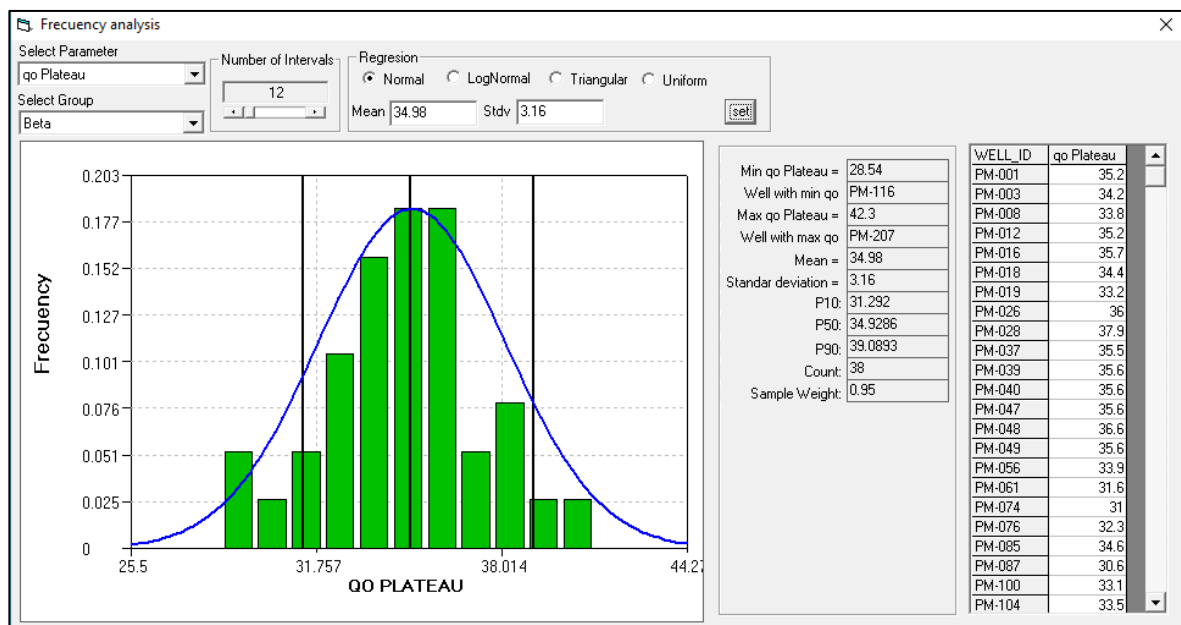 Frecuency analysis
Select Parameter
qo Plateau
Select Group
Beta
Number of Intervals
12
Regresion
Normal LogNormal Triangular Uniform
Mean 34.98 Stdv 3.16 set
0.203
0.177
0.152
0.127
0.101
0.076
0.051
0.025
0
Frecuency
25.5 31.757 38.014 44.27
QO PLATEAU
Min qo Plateau = 28.54
Well with min qo PM-116
Max qo Plateau = 42.3
Well with max qo PM-207
Mean = 34.98
Standar deviation = 3.16
P10: 31.292
P50: 34.9286
P90: 39.0893
Count: 38
Sample Weight: 0.95
WELL_ID qo Plateau
PM-001 35.2
PM-003 34.2
PM-008 33.8
PM-012 35.2
PM-016 35.7
PM-018 34.4
PM-019 33.2
PM-026 36
PM-028 37.9
PM-037 35.5
PM-039 35.6
PM-040 35.6
PM-047 35.6
PM-048 36.6
PM-049 35.6
PM-056 33.9
PM-061 31.6
PM-074 31
PM-076 32.3
PM-085 34.6
PM-087 30.6
PM-100 33.1
PM-104 33.5